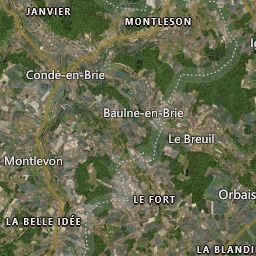 JANVIER
MONTLESON
Condé-en-Brie
Baulne-en-Brie
Le Breuil
Montlevon
LE FORT
Orbais
LA BELLE IDÉE
LA BLANDI